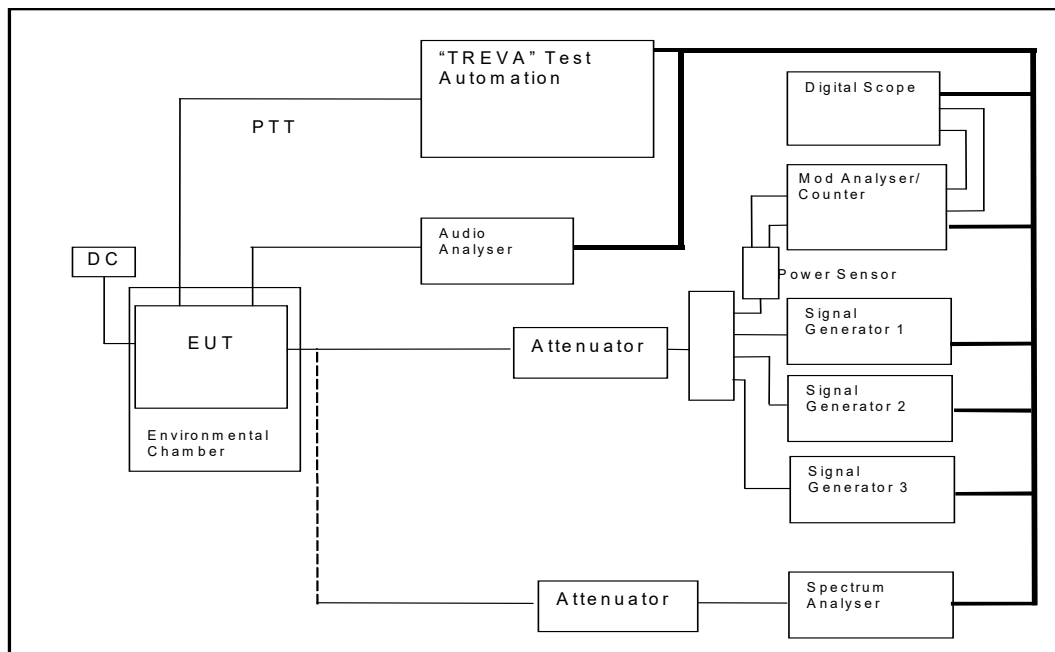 “TREVA” Test
Automation
Digital Scope
PTT
Mod Analyser/
Counter
Audio
Analyser
DC
Power Sensor
Signal
Generator 1
EUT
Attenuator
Signal
Generator 2
Environmental
Chamber
Signal
Generator 3
Attenuator
Spectrum
Analyser